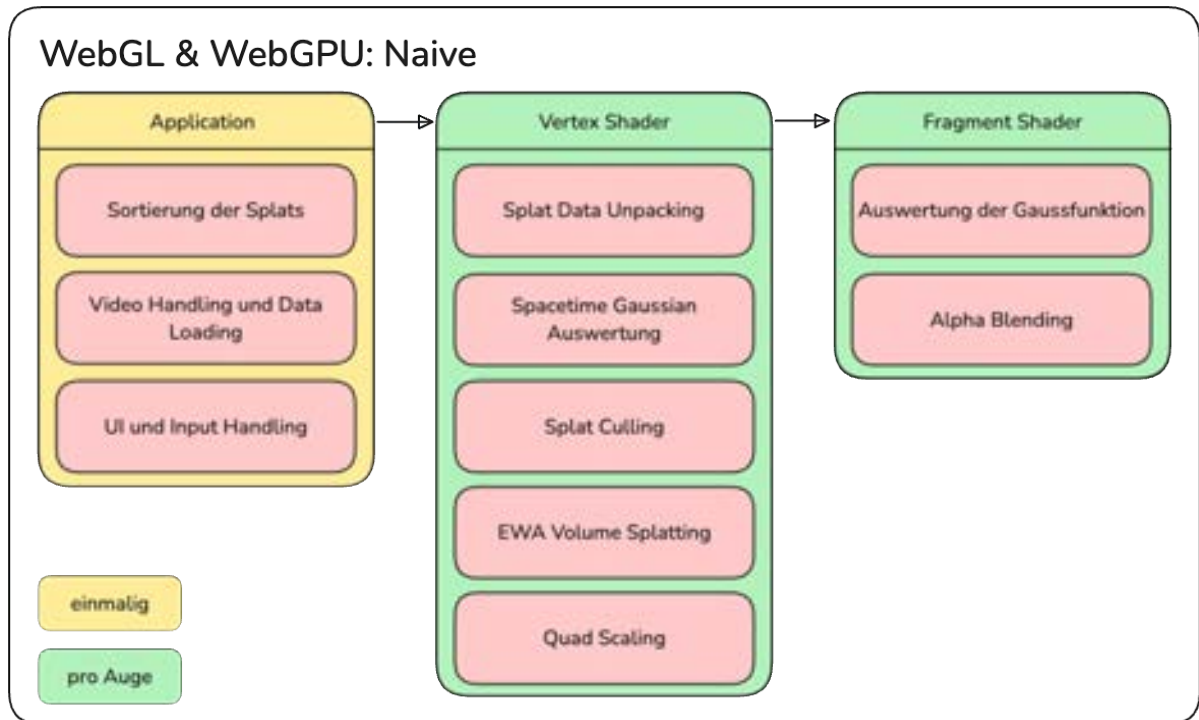 WebGL & WebGPU: Naive
Application
Sortierung der Splats
Video Handling und Data
Loading
UI und Input Handling
Vertex Shader
Splat Data Unpacking
Spacetime Gaussian
Auswertung
Splat Culling
EWA Volume Splatting
Quad Scaling
Fragment Shader
Auswertung der Gaussfunktion
Alpha Blending
einmalig
pro Auge